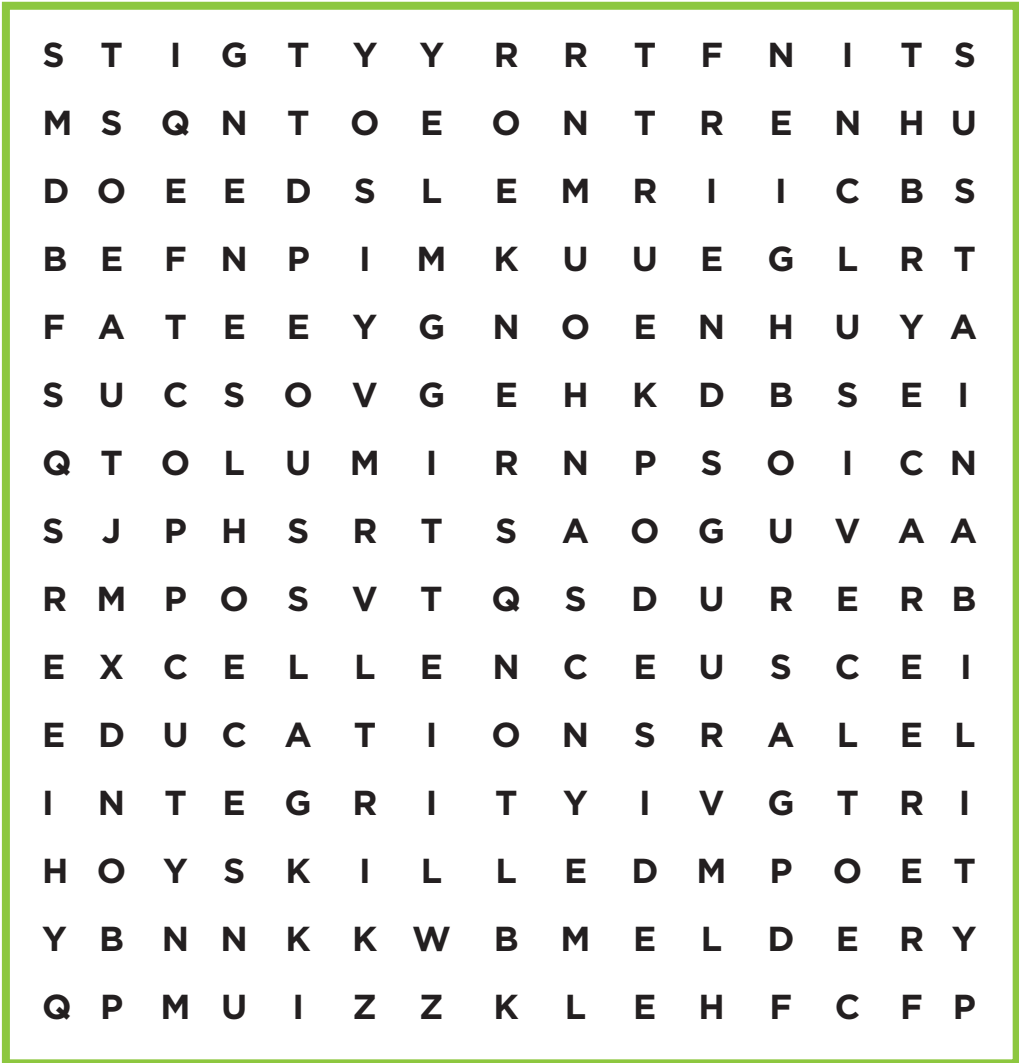 S T I G T Y Y R R T F N I T S
M S Q N T O E O N T R E N H U
D O E E D S L E M R I I C B S
B E F N P I M K U U E G L R T
F A T E E Y G N O E N H U Y A
S U C S O V G E H K D B S E I
Q T O L U M I R N P S O I C N
S J P H S R T S A O G U V A A
R M P O S V T Q S D U R E R B
E X C E L L E N C E U S C E I
E D U C A T I O N S R A L E L
I N T E G R I T Y I V G T R I
H O Y S K I L L E D M P O E T
Y B N N K K W B M E L D E R Y
Q P M U I Z Z K L E H F C F P